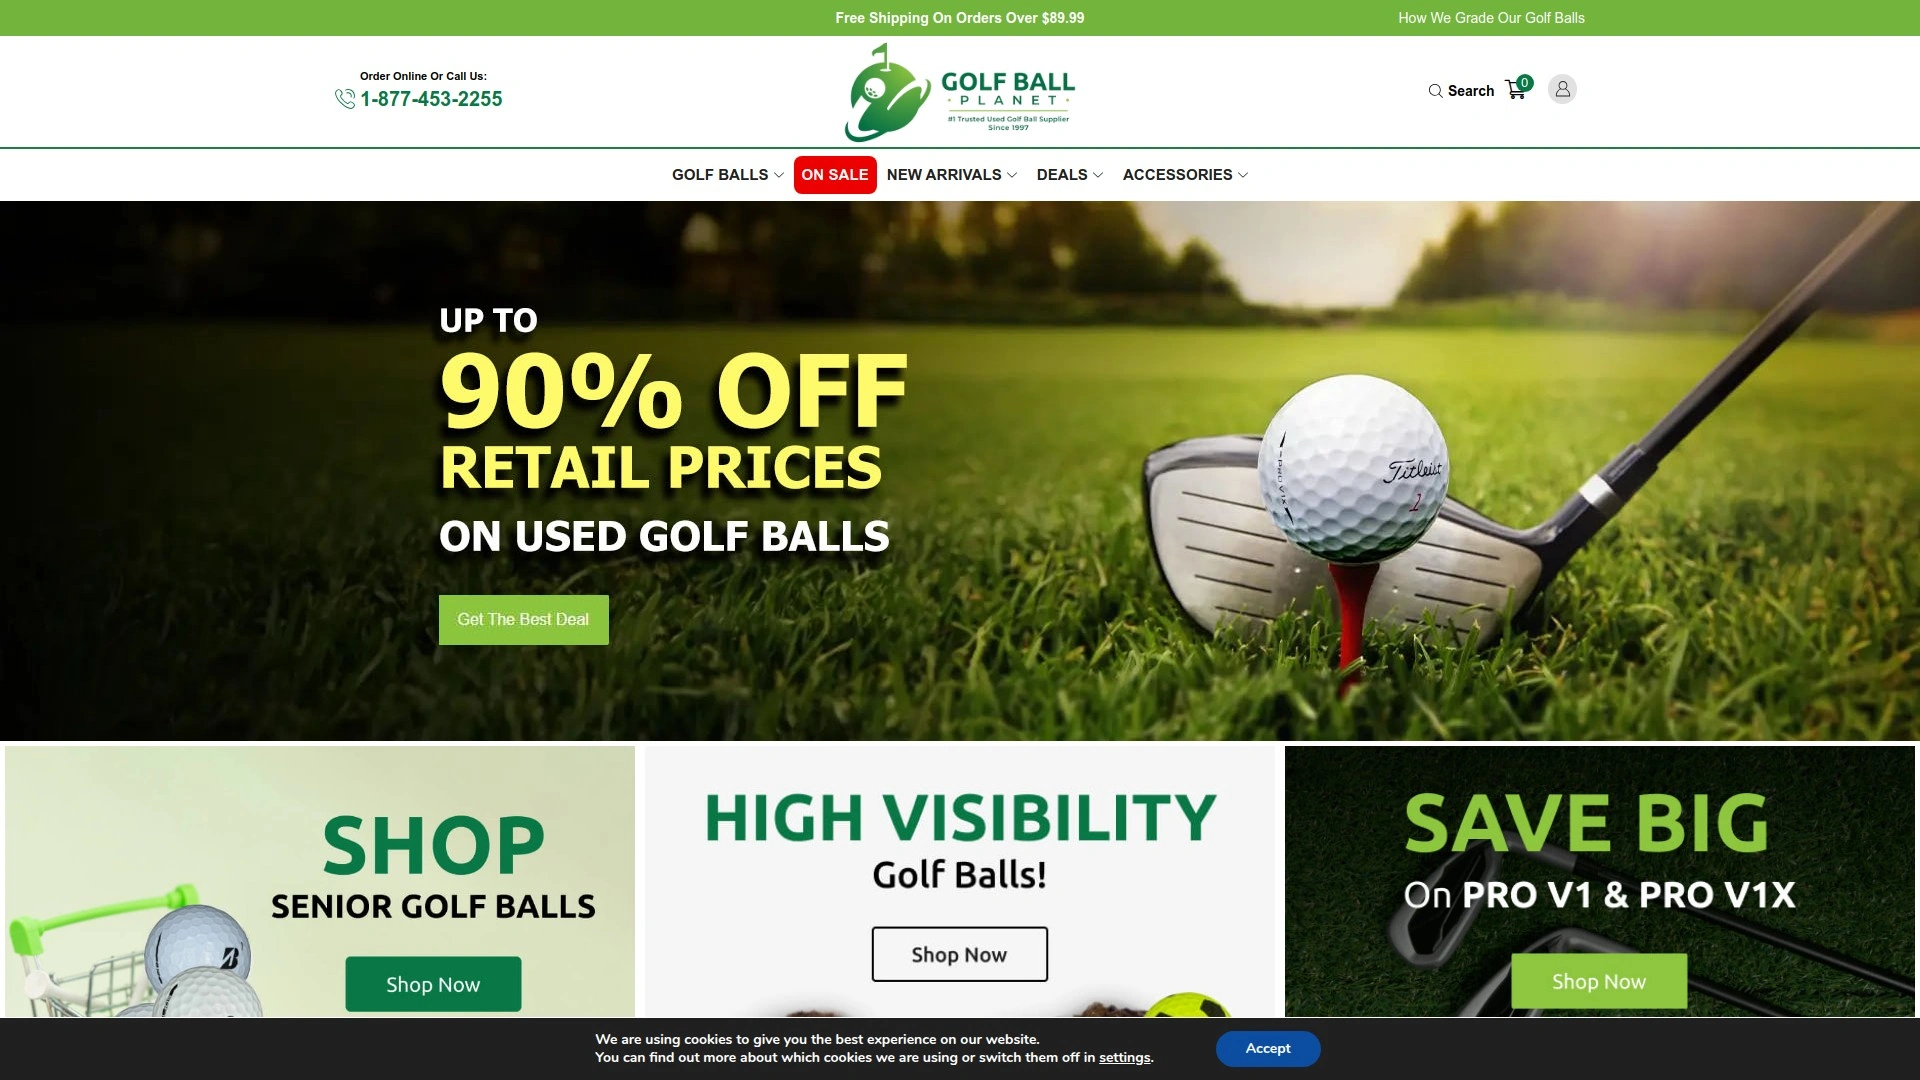 Free Shipping On Orders Over $89.99
How We Grade Our Golf Balls
Order Online Or Call Us:
1-877-453-2255
GOLF BALL
PLANET
#1 Trusted Used Golf Ball Supplier
Since 1997
Search
0
GOLF BALLS
ON SALE
NEW ARRIVALS
DEALS
ACCESSORIES
UP TO
90% OFF
RETAIL PRICES
ON USED GOLF BALLS
Get The Best Deal
PRO V1X
Titleist
SHOP
SENIOR GOLF BALLS
Shop Now
B
HIGH VISIBILITY
Golf Balls!
Shop Now
SAVE BIG
On PRO V1 & PRO V1X
Shop Now
We are using cookies to give you the best experience on our website.
You can find out more about which cookies we are using or switch them off in settings.
Accept